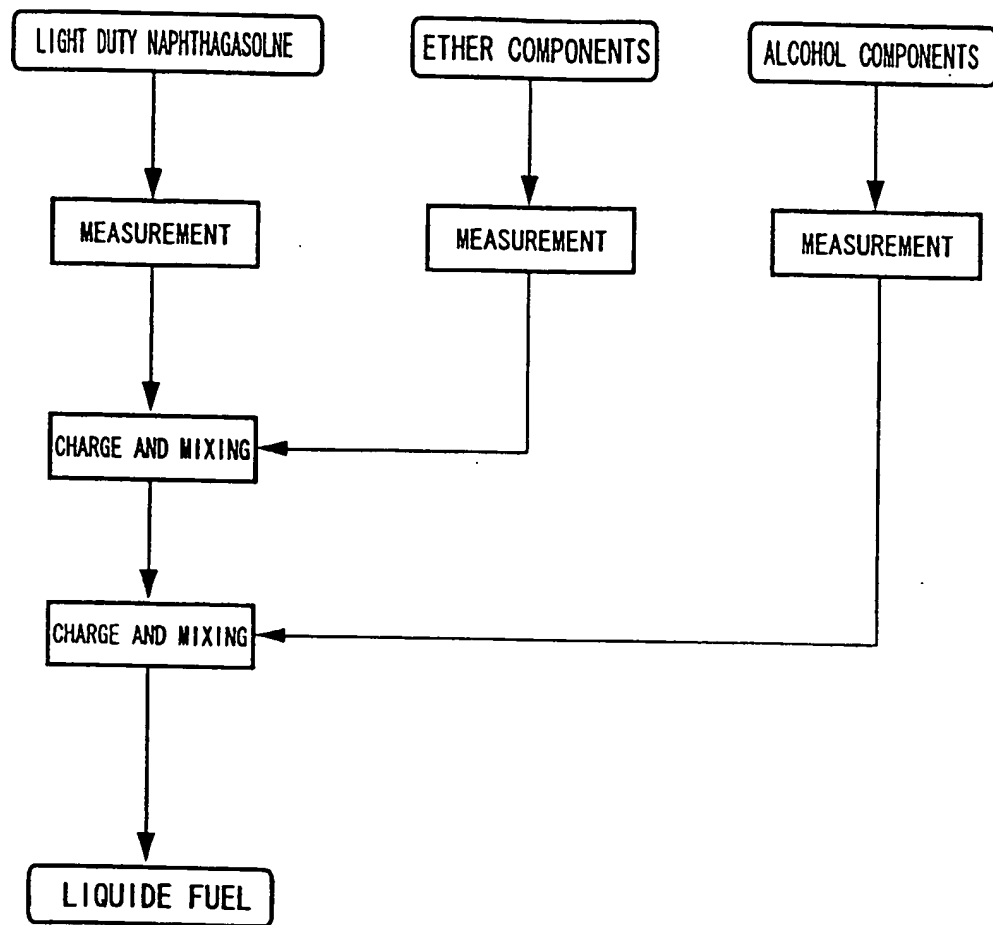 LIGHT DUTY NAPHTHAGASOLNE
ETHER COMPONENTS
ALCOHOL COMPONENTS
MEASUREMENT
MEASUREMENT
MEASUREMENT
CHARGE AND MIXING
CHARGE AND MIXING
LIQUIDE FUEL